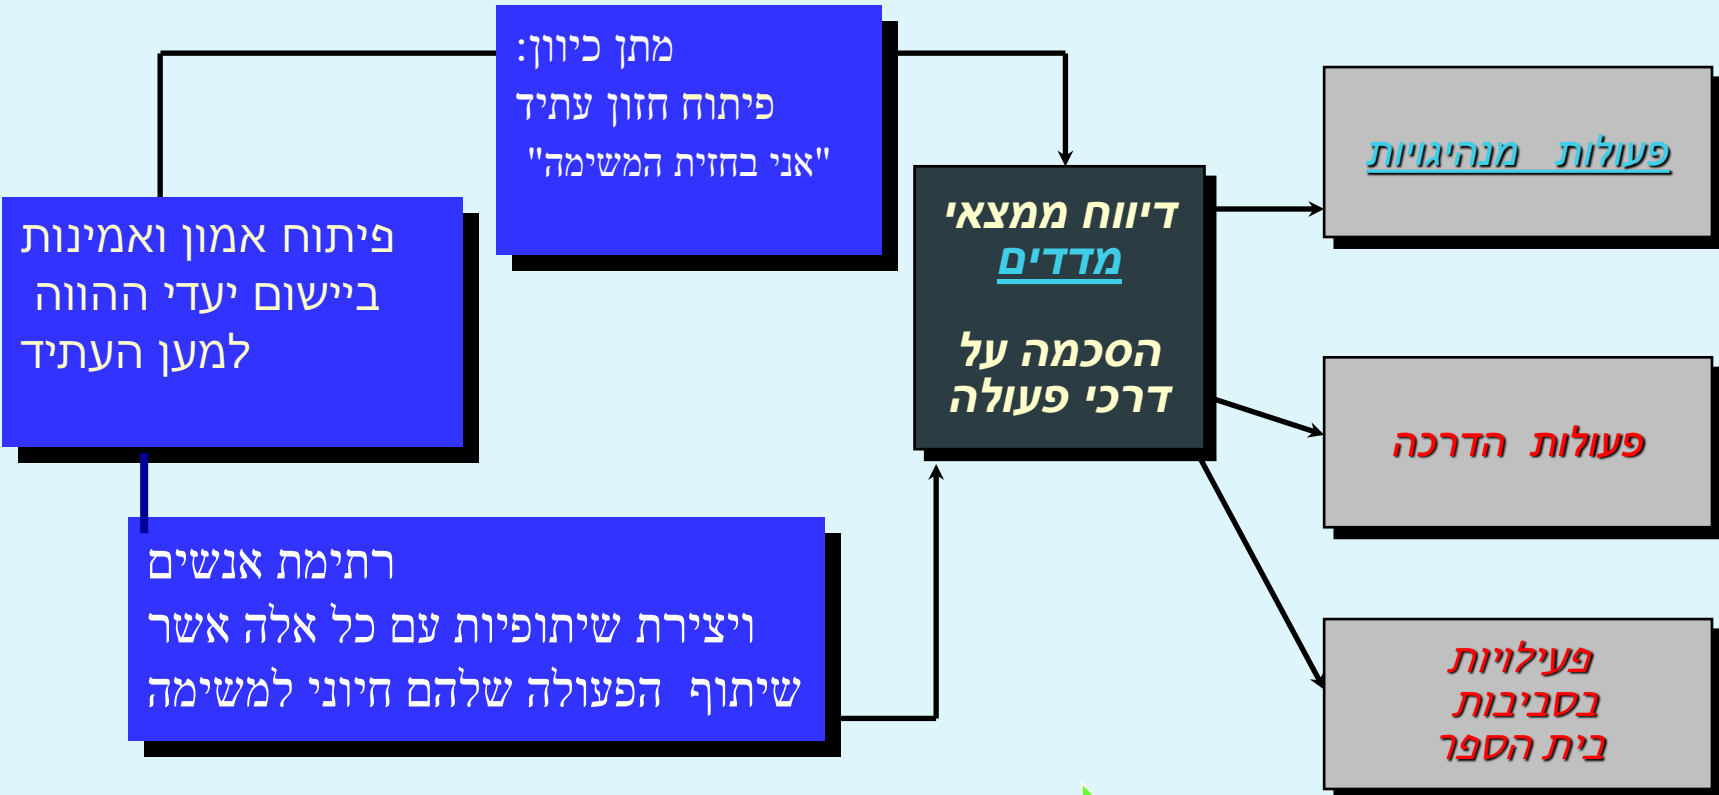 מתן כיוון:
פיתוח חזון עתיד
"אני בחזית המשימה"
פיתוח אמון ואמינות
ביישום יעדי ההווה
למען העתיד
רתימת אנשים
ויצירת שיתופיות עם כל אלה אשר
שיתוף הפעולה שלהם חיוני למשימה
דיווח ממצאי
מדדים
הסכמה על
דרכי פעולה
פעולות מנהיגויות
פעולות הדרכה
פעילויות
בסביבות
בית הספר